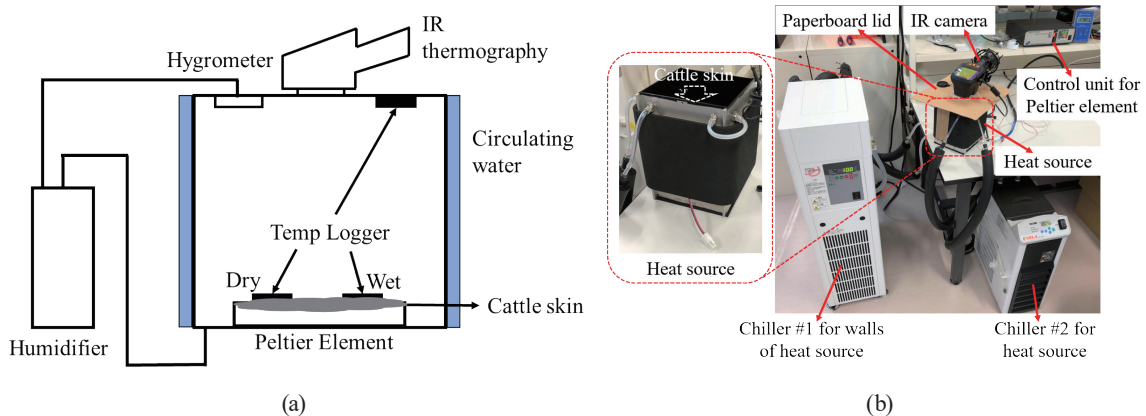 IR
thermography
Hygrometer
Circulating
water
Temp Logger
Dry
Wet
Cattle skin
Humidifier
Peltier Element
(a)
Paperboard lid
IR camera
Cattle skin
Control unit for
Peltier element
Heat source
Heat source
Chiller #1 for walls
of heat source
Chiller #2 for
heat source
(b)